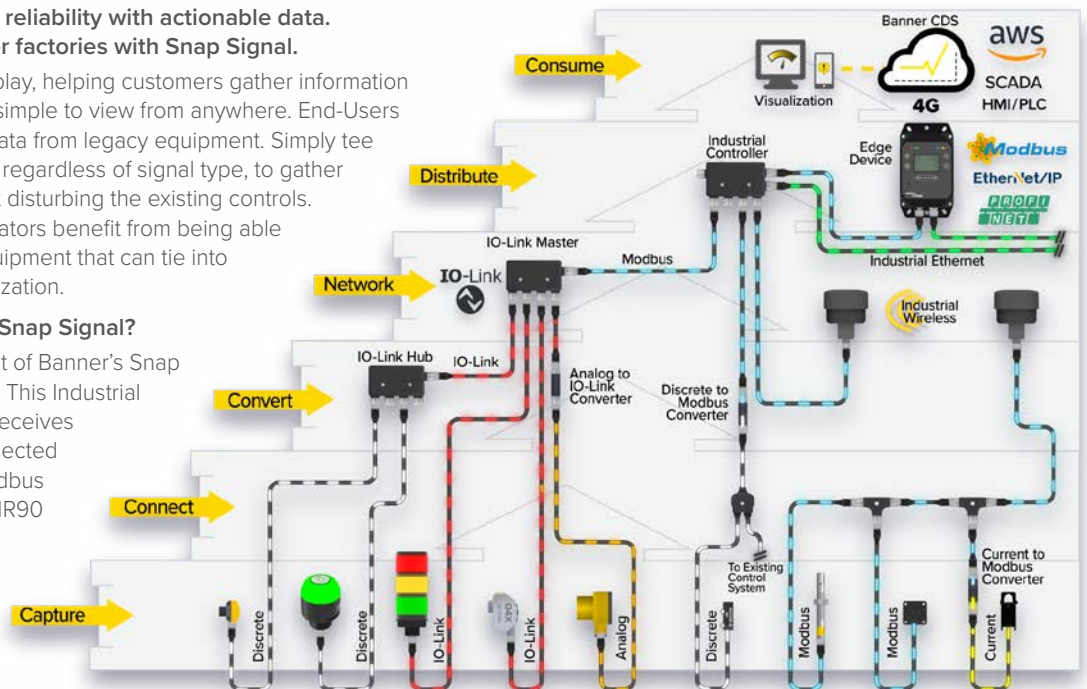 reliability with actionable data.
r factories with Snap Signal.
play, helping customers gather information
simple to view from anywhere. End-Users
ata from legacy equipment. Simply tee
regardless of signal type, to gather
disturbing the existing controls.
ators benefit from being able
uipment that can tie into
ization.
Snap Signal?
t of Banner's Snap
This Industrial
eceives
ected
dbus
R90
Consume
Visualization
Banner CDS
4G
aws
SCADA
HMI/PLC
Distribute
Industrial
Controller
Edge
Device
Modbus
EtherNet/IP
PROFI
NET
Industrial Ethernet
Network
IO-Link Master
IO-Link
Modbus
Industrial
Wireless
Convert
IO-Link Hub
IO-Link
Analog to
IO-Link
Converter
Discrete to
Modbus
Converter
Connect
To Existing
Control
System
Current to
Modbus
Converter
Capture
Discrete
Discrete
IO-Link
IO-Link
Analog
Discrete
Modbus
Modbus
Current